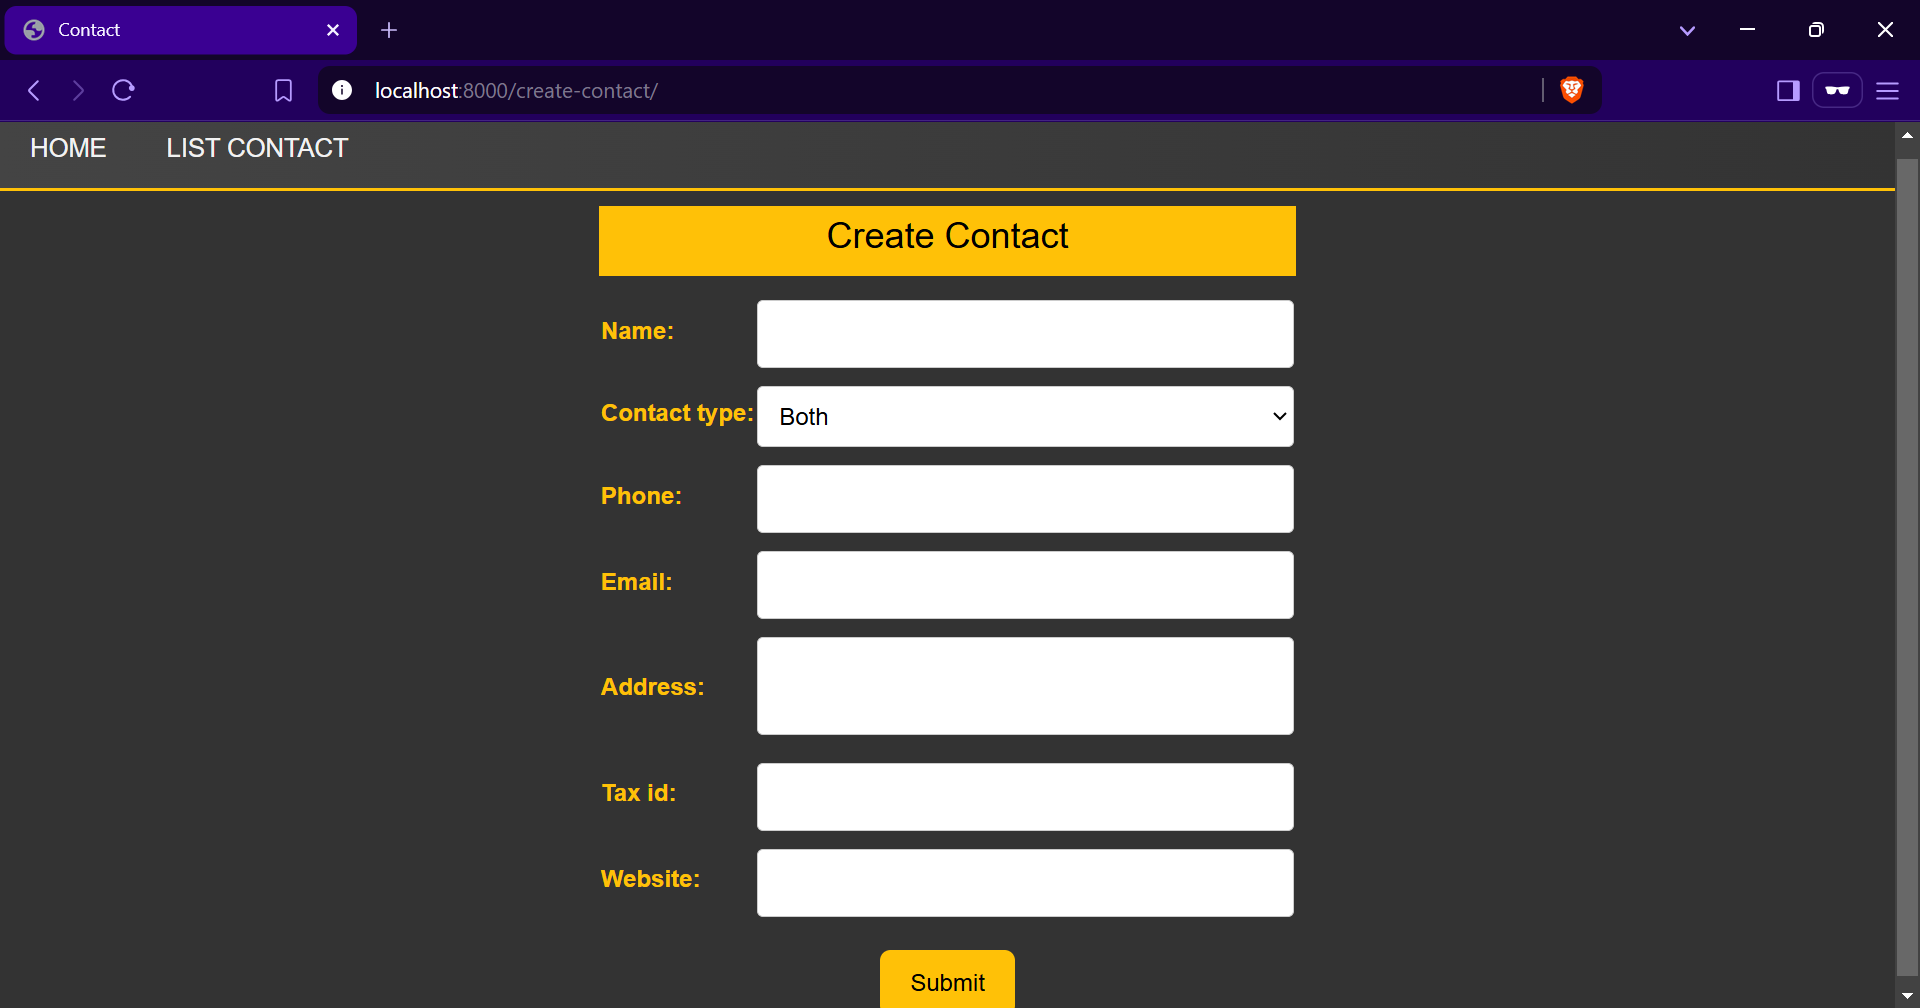 Contact
localhost:8000/create-contact/
HOME LIST CONTACT
Create Contact
Name:
Contact type: Both
Phone:
Email:
Address:
Tax id:
Website:
Submit